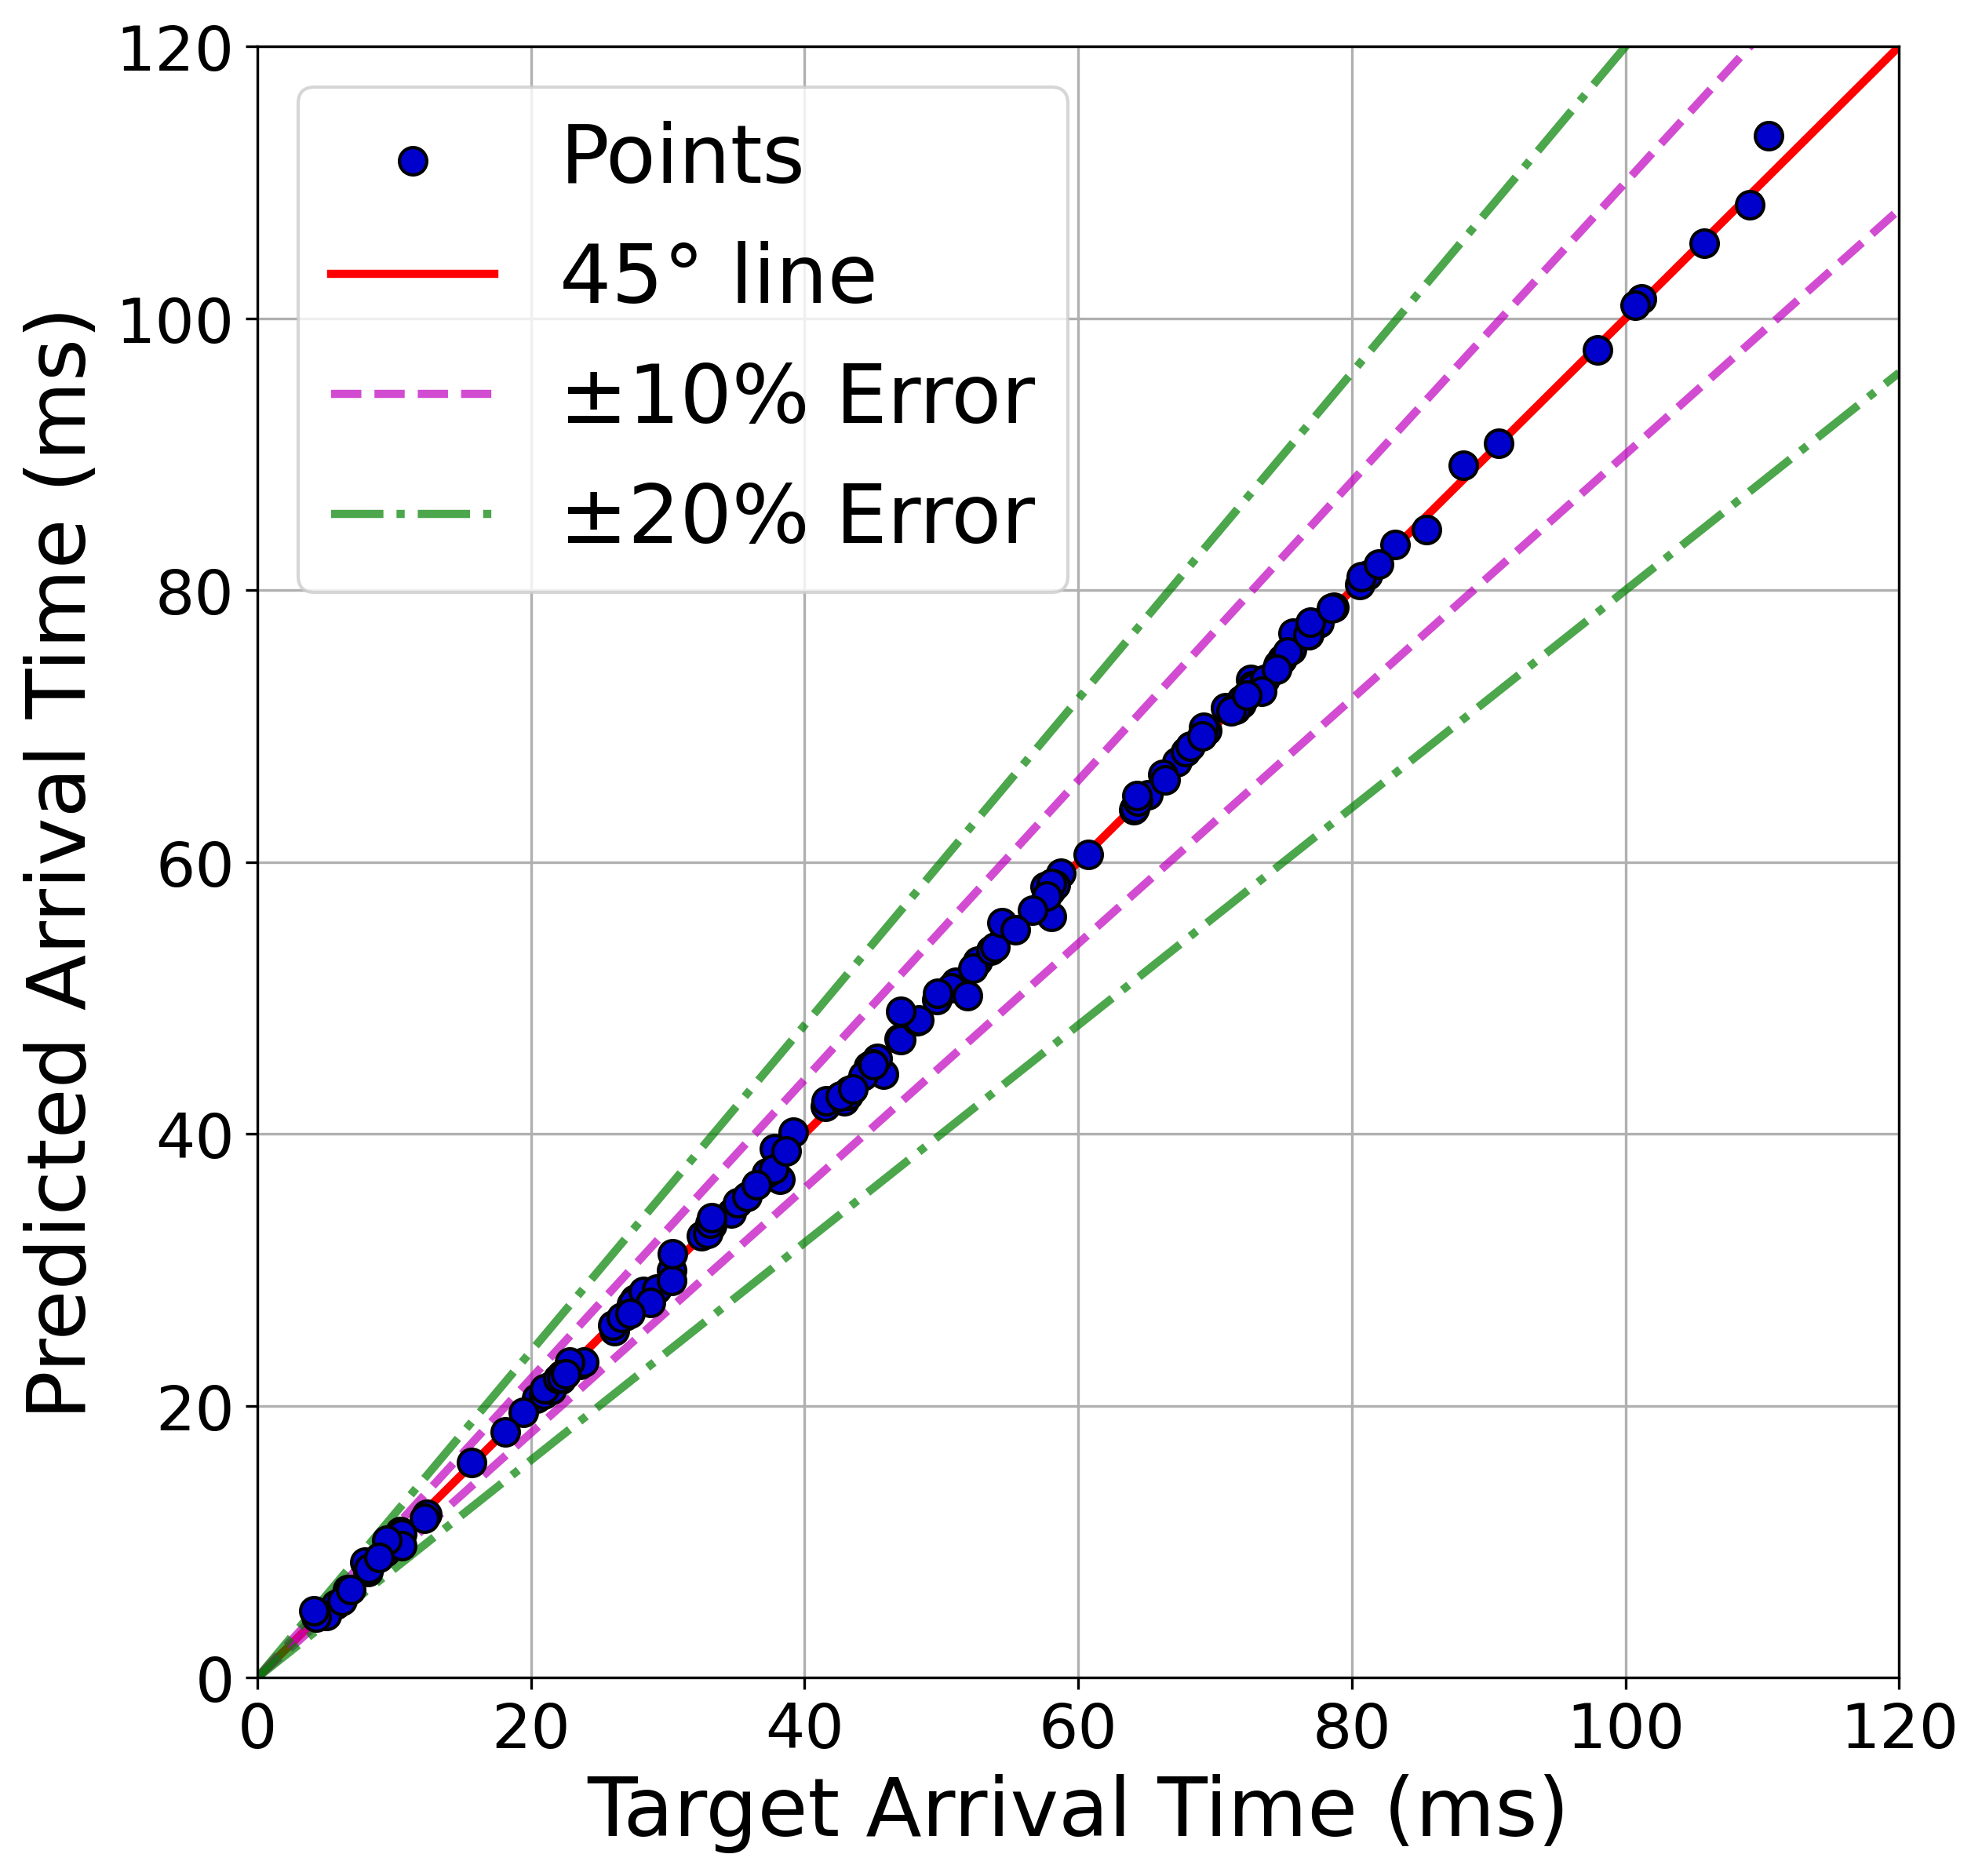 120
100
80
60
40
20
0
Predicted Arrival Time (ms)
Points
45° line
±10% Error
±20% Error
0 20 40 60 80 100 120
Target Arrival Time (ms)